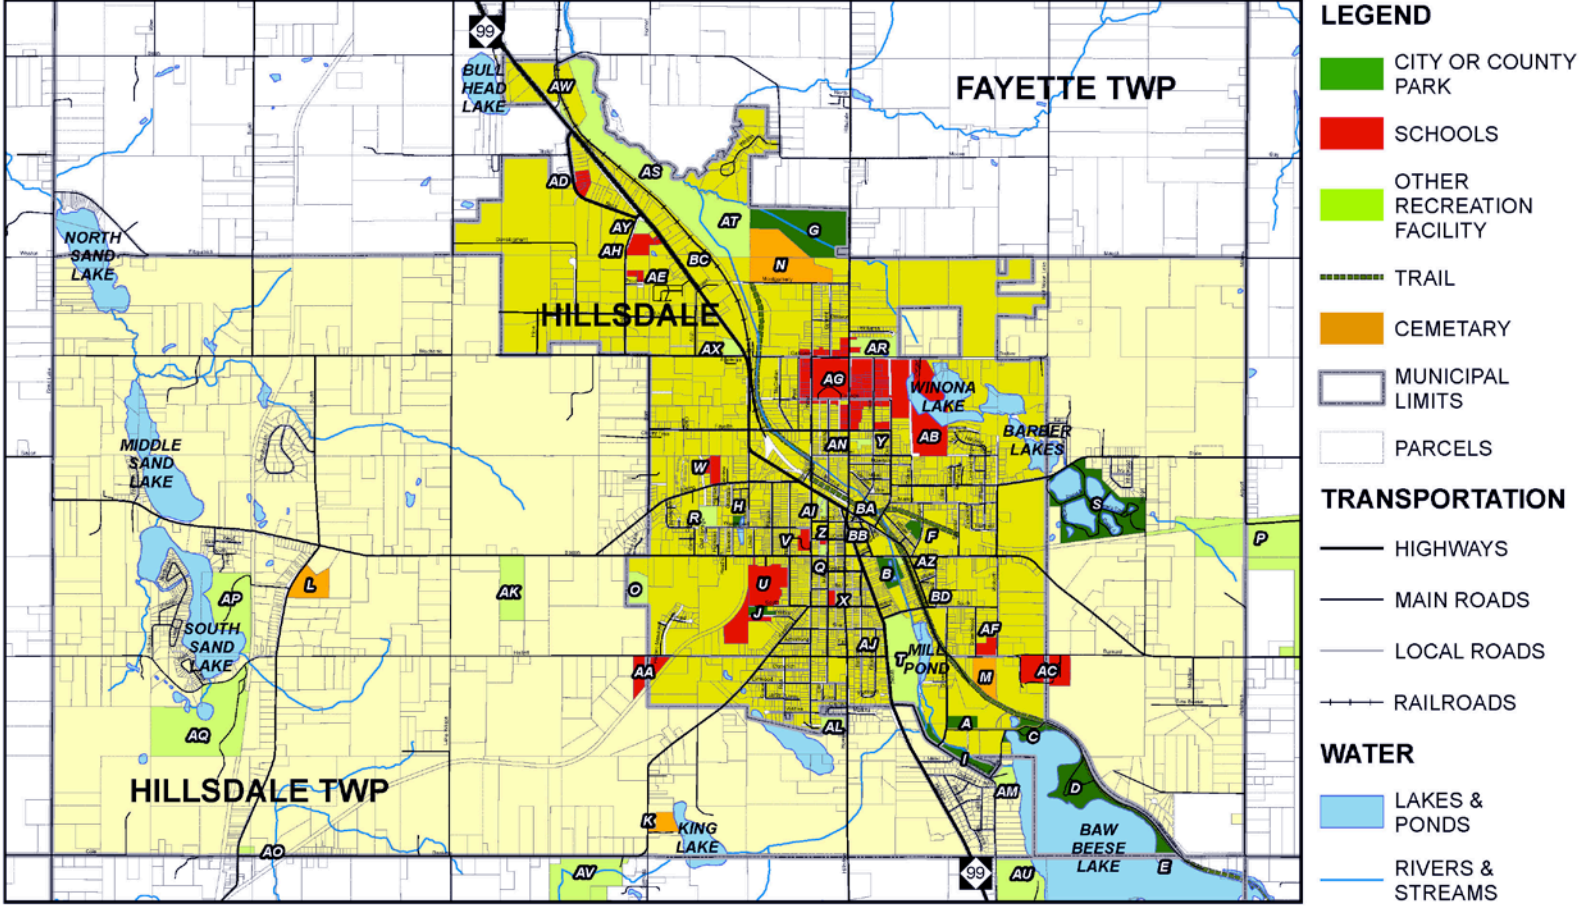 99
BULL
HEAD
LAKE
AW
FAYETTE TWP
AD
AS
AY
AT
G
AH
BC
N
AE
NORTH
SAND
LAKE
HILLSDALE
AX
AR
AG
WINONA
LAKE
AN
Y
AB
BARBER
LAKES
MIDDLE
SAND
LAKE
W
S
R
H
AI
BA
V
Z
BB
F
P
Q
B
AZ
L
AP
AK
O
U
J
X
BD
SOUTH
SAND
LAKE
AJ
AF
T
MILL
POND
AA
M
AC
AQ
AL
A
C
I
HILLSDALE TWP
AM
D
K
KING
LAKE
BAW
BEESE
LAKE
AO
AV
99
AU
E
LEGEND
CITY OR COUNTY
PARK
SCHOOLS
OTHER
RECREATION
FACILITY
TRAIL
CEMETARY
MUNICIPAL
LIMITS
PARCELS
TRANSPORTATION
HIGHWAYS
MAIN ROADS
LOCAL ROADS
RAILROADS
WATER
LAKES &
PONDS
RIVERS &
STREAMS